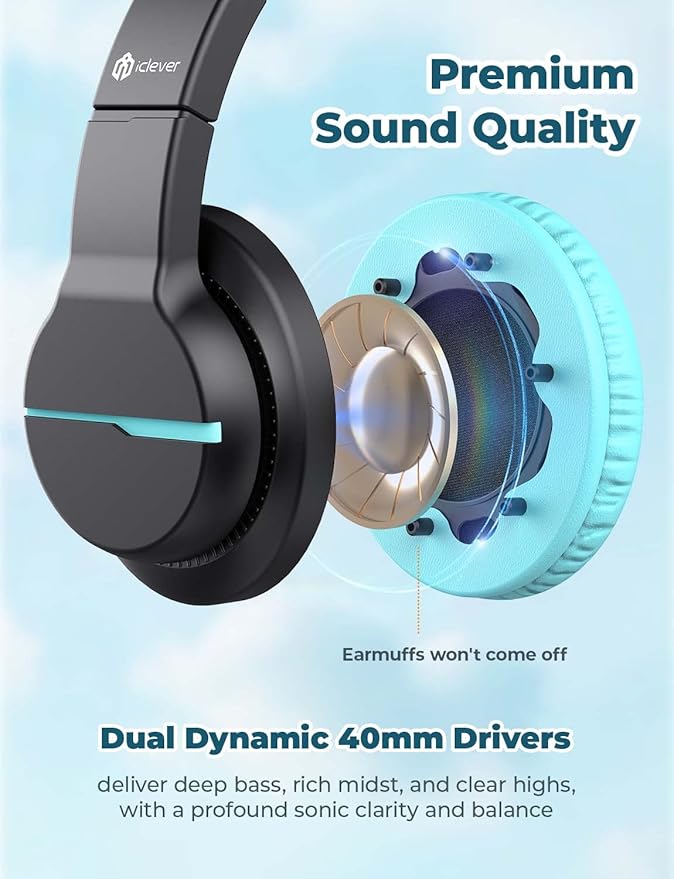 iclever
Premium
Sound Quality
Earmuffs won't come off
Dual Dynamic 40mm Drivers
deliver deep bass, rich midst, and clear highs,
with a profound sonic clarity and balance